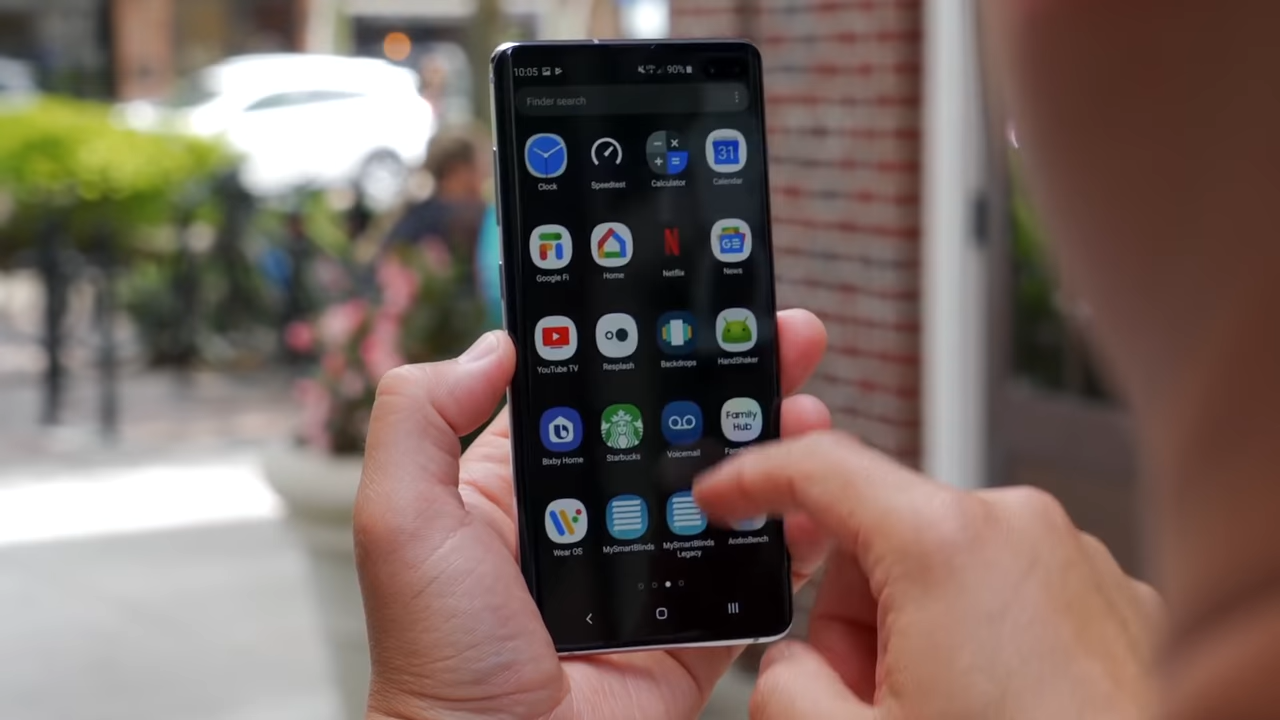 10:05
90%
Finder search
31
Clock
Speedtest
Calculator
Calendar
GE
Google Fi
Home
Netflix
News
YouTube TV
Resplash
Backdrops
HandShaker
Family
Hub
Bixby Home
Starbucks
Voicemail
Wear OS
MySmartBlinds
MySmartBlinds
Legacy
AndroBench